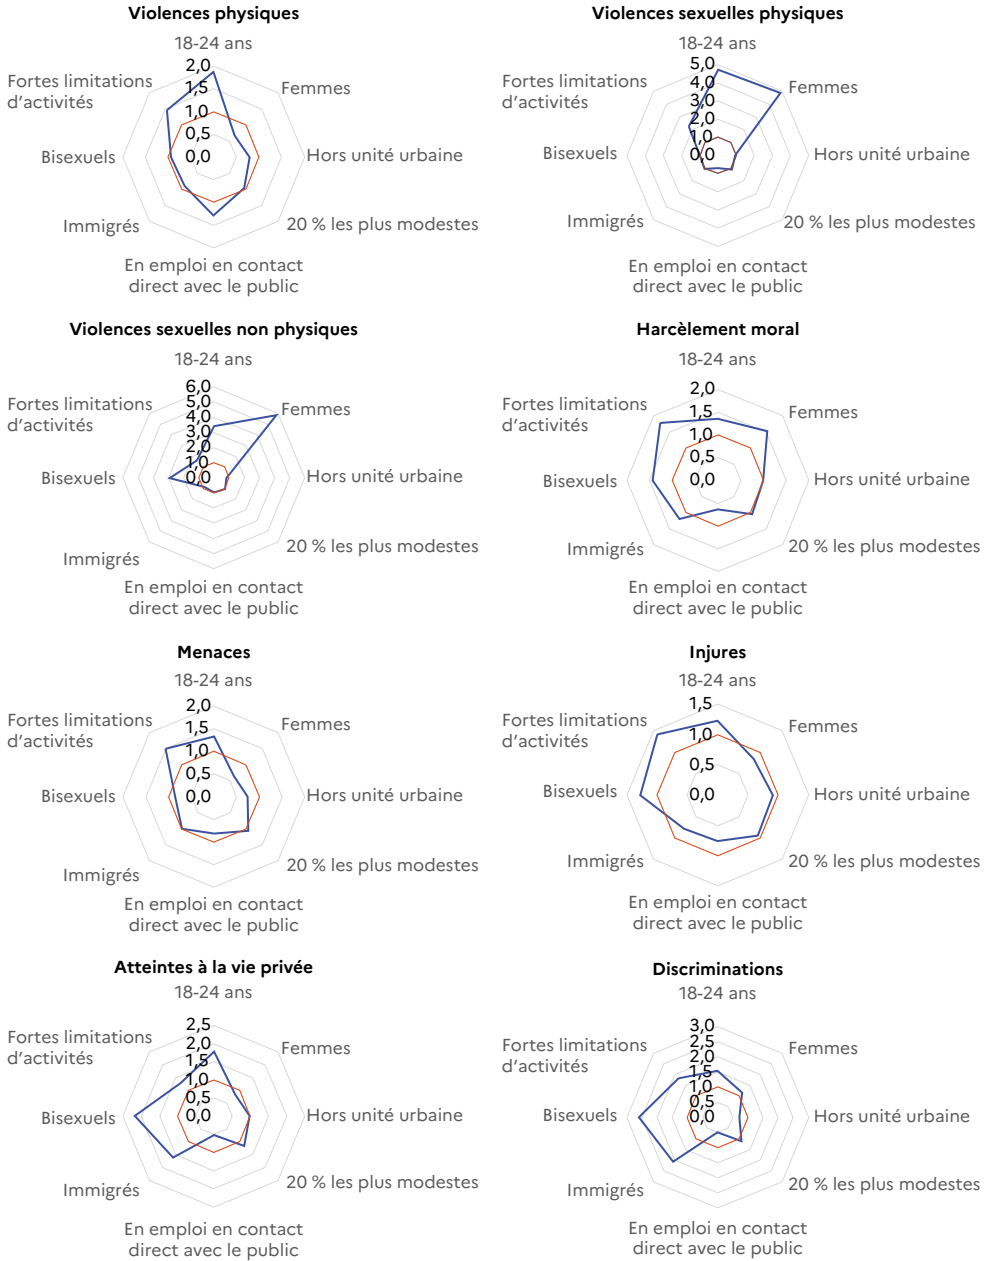 Violences physiques
18-24 ans
2,0
1,5
1,0
0,5
0,0
Femmes
Hors unité urbaine
20 % les plus modestes
En emploi en contact
direct avec le public
Immigrés
Bisexuels
Fortes limitations
d’activités
Violences sexuelles physiques
18-24 ans
5,0
4,0
3,0
2,0
1,0
0,0
Femmes
Hors unité urbaine
20 % les plus modestes
En emploi en contact
direct avec le public
Immigrés
Bisexuels
Fortes limitations
d’activités
Violences sexuelles non physiques
18-24 ans
6,0
5,0
4,0
3,0
2,0
1,0
0,0
Femmes
Hors unité urbaine
20 % les plus modestes
En emploi en contact
direct avec le public
Immigrés
Bisexuels
Fortes limitations
d’activités
Harcèlement moral
18-24 ans
2,0
1,5
1,0
0,5
0,0
Femmes
Hors unité urbaine
20 % les plus modestes
En emploi en contact
direct avec le public
Immigrés
Bisexuels
Fortes limitations
d’activités
Menaces
18-24 ans
2,0
1,5
1,0
0,5
0,0
Femmes
Hors unité urbaine
20 % les plus modestes
En emploi en contact
direct avec le public
Immigrés
Bisexuels
Fortes limitations
d’activités
Injures
18-24 ans
1,5
1,0
0,5
0,0
Femmes
Hors unité urbaine
20 % les plus modestes
En emploi en contact
direct avec le public
Immigrés
Bisexuels
Fortes limitations
d’activités
Atteintes à la vie privée
18-24 ans
2,5
2,0
1,5
1,0
0,5
0,0
Femmes
Hors unité urbaine
20 % les plus modestes
En emploi en contact
direct avec le public
Immigrés
Bisexuels
Fortes limitations
d’activités
Discriminations
18-24 ans
3,0
2,5
2,0
1,5
1,0
0,5
0,0
Femmes
Hors unité urbaine
20 % les plus modestes
En emploi en contact
direct avec le public
Immigrés
Bisexuels
Fortes limitations
d’activités